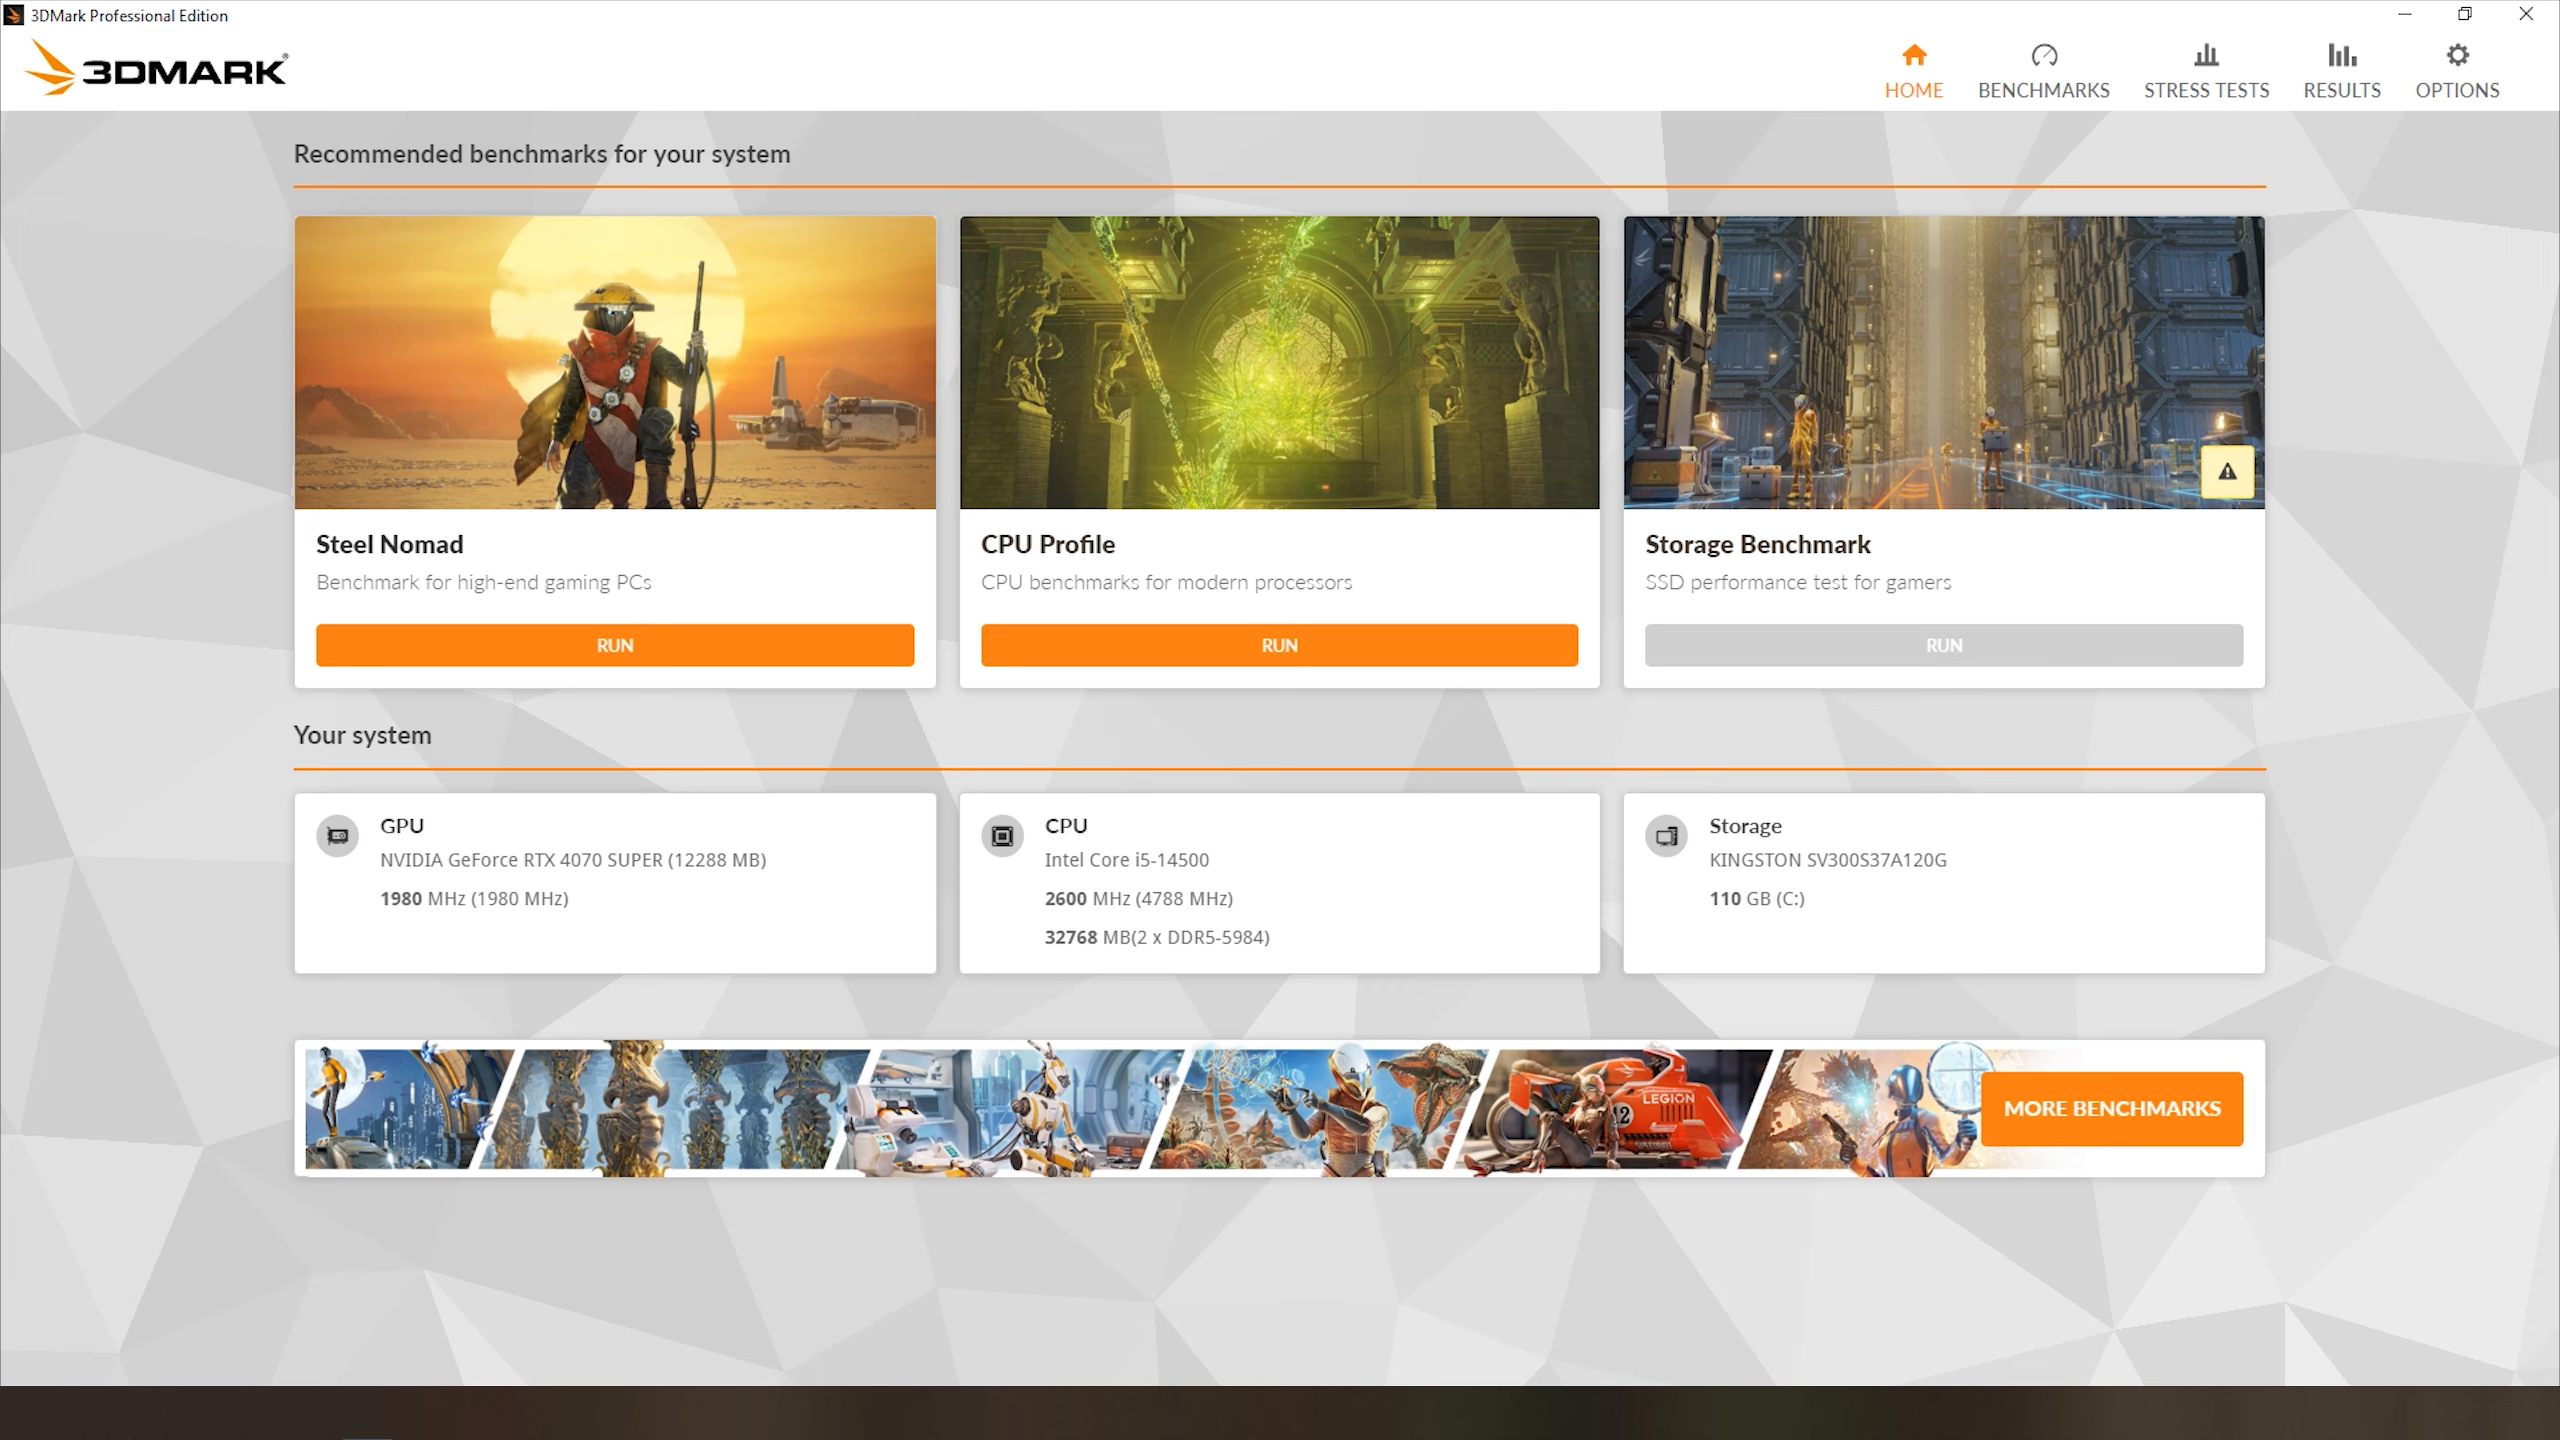 3DMark Professional Edition
3DMARK®
HOME
BENCHMARKS
STRESS TESTS
RESULTS
OPTIONS
Recommended benchmarks for your system
Steel Nomad
Benchmark for high-end gaming PCs
RUN
CPU Profile
CPU benchmarks for modern processors
RUN
Storage Benchmark
SSD performance test for gamers
RUN
Your system
GPU
NVIDIA GeForce RTX 4070 SUPER (12288 MB)
1980 MHz (1980 MHz)
CPU
Intel Core i5-14500
2600 MHz (4788 MHz)
32768 MB(2 x DDR5-5984)
Storage
KINGSTON SV300S37A120G
110 GB (C:)
LEGION
12
MORE BENCHMARKS